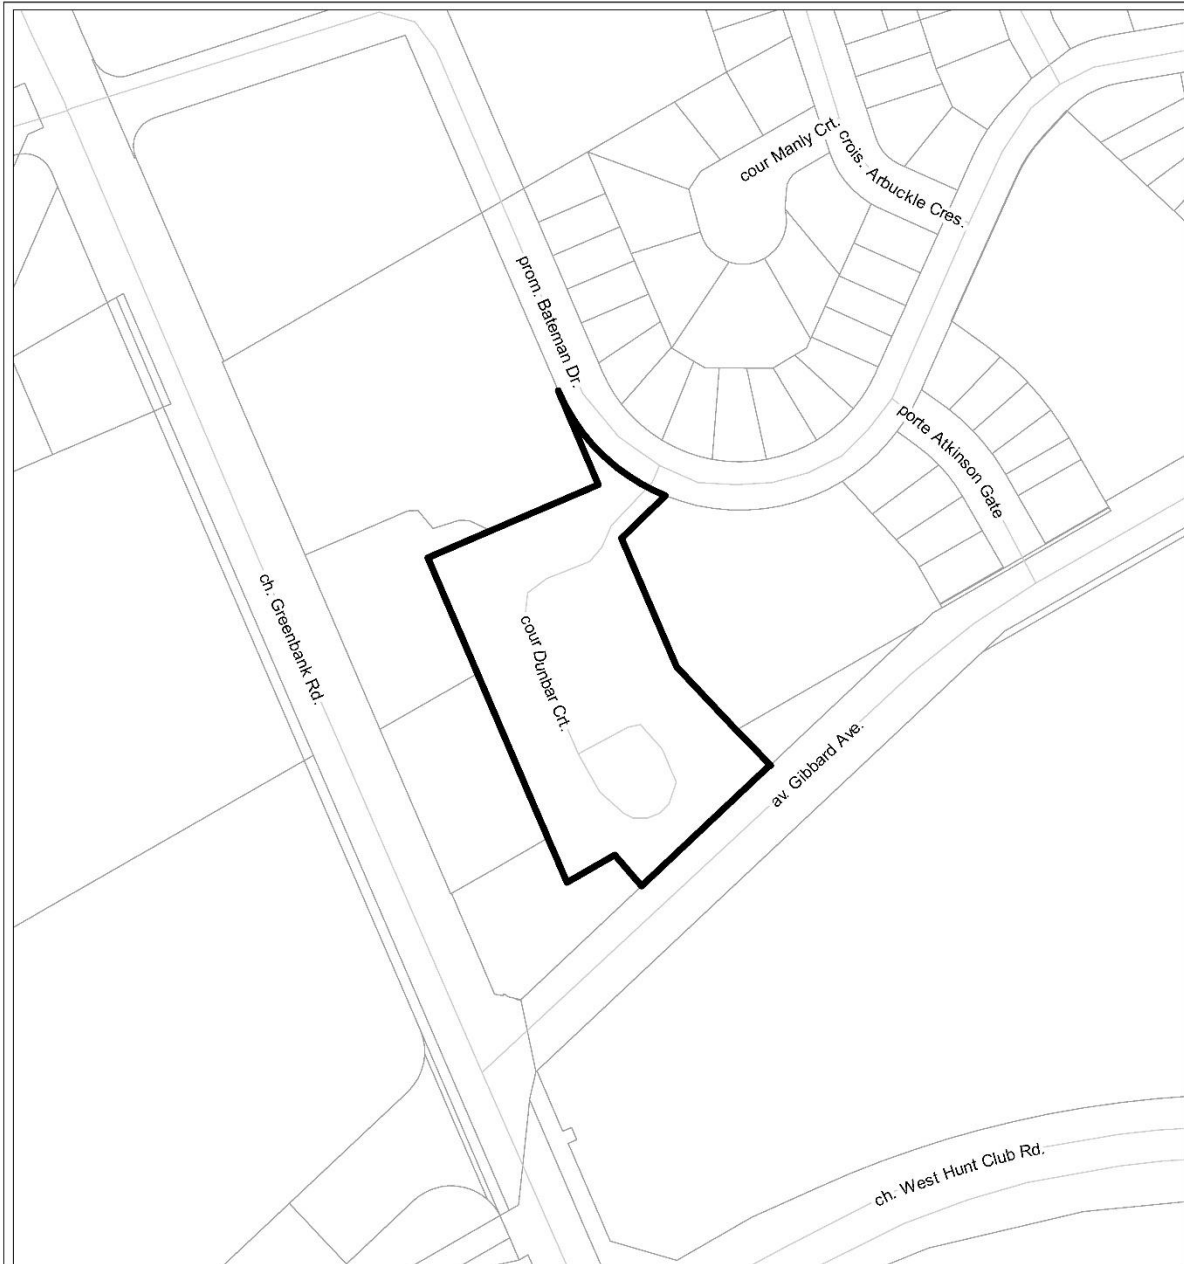 cour Manly Crt.
crois. Arbuckle Cres.
prom. Bateman Dr.
porte Atkinson Gate
ch. Greenbank Rd.
cour Dunbar Crt.
av. Gibbard Ave.
ch. West Hunt Club Rd.